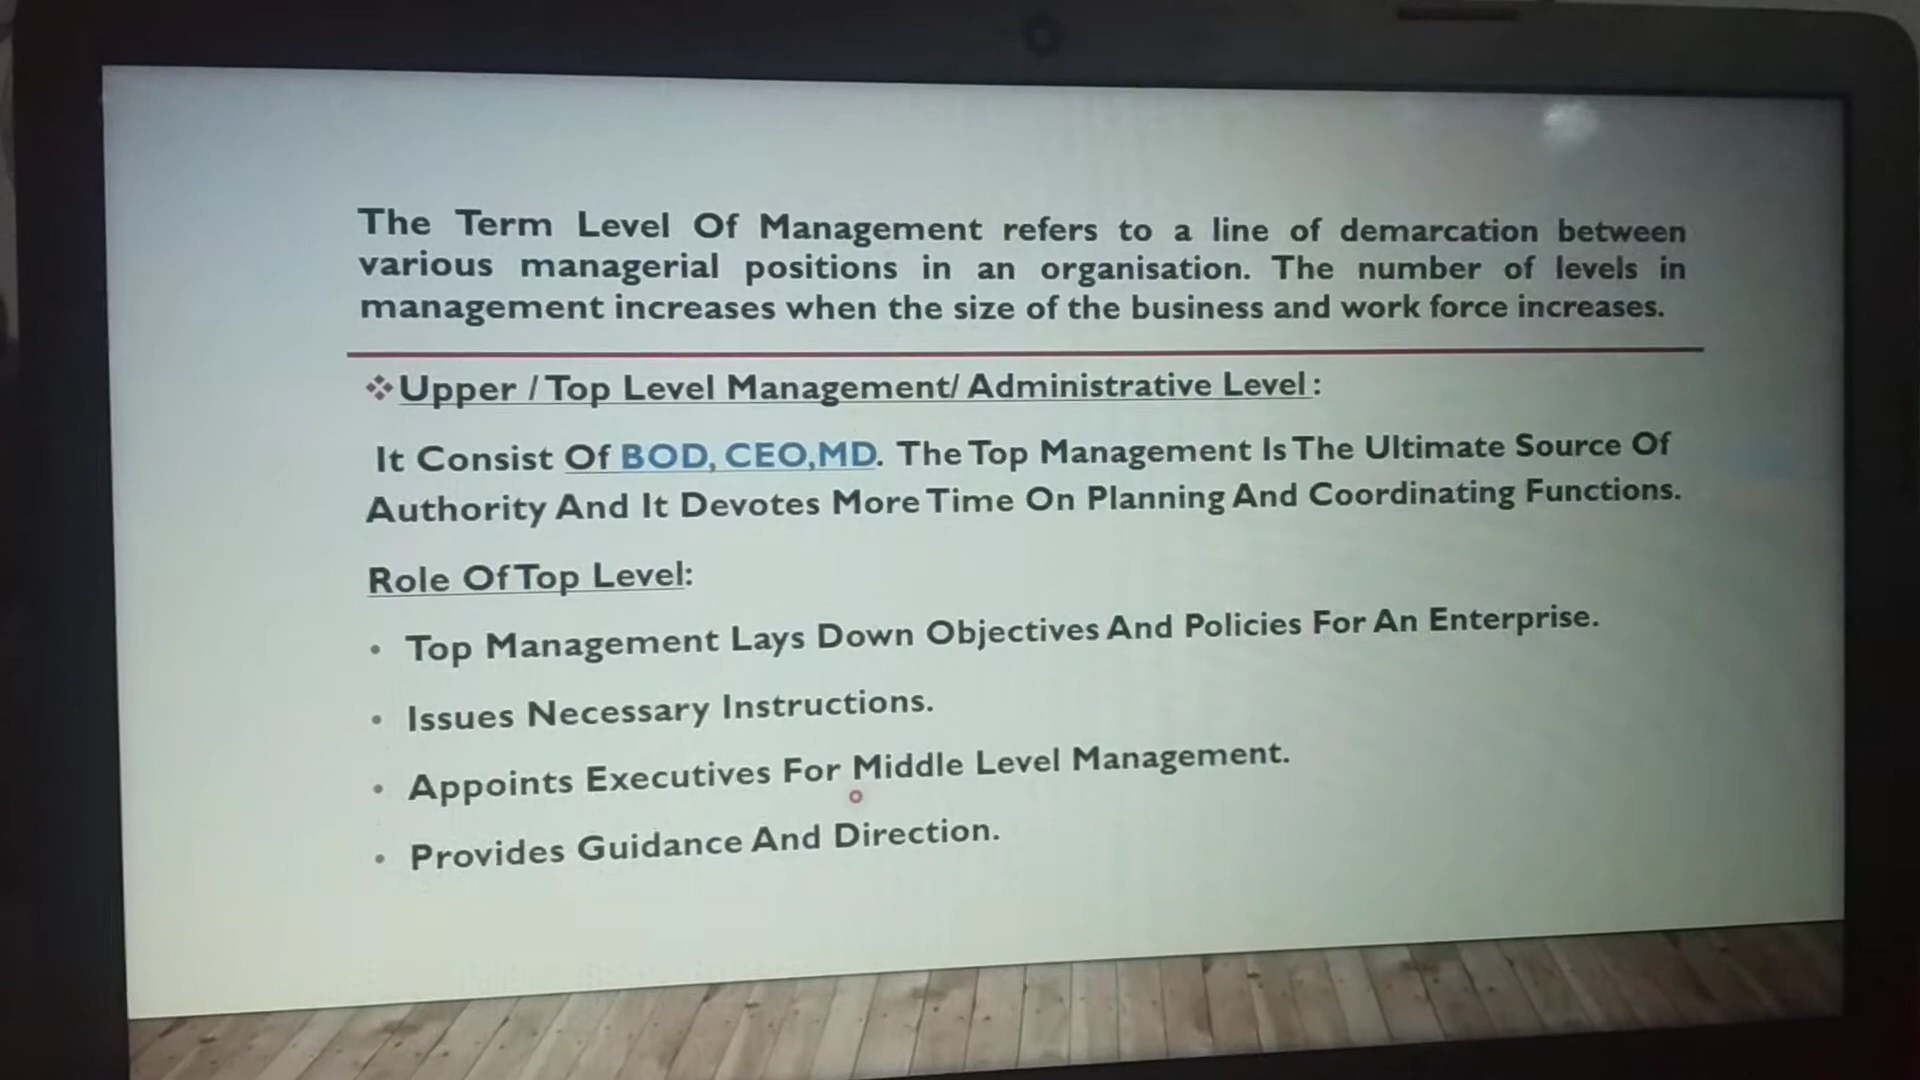 The Term Level Of Management refers to a line of demarcation between
various managerial positions in an organisation. The number of levels in
management increases when the size of the business and work force increases.
❖Upper / Top Level Management/ Administrative Level:
It Consist Of BOD, CEO,MD. The Top Management Is The Ultimate Source Of
Authority And It Devotes More Time On Planning And Coordinating Functions.
Role Of Top Level:
• Top Management Lays Down Objectives And Policies For An Enterprise.
• Issues Necessary Instructions.
• Appoints Executives For Middle Level Management.
• Provides Guidance And Direction.